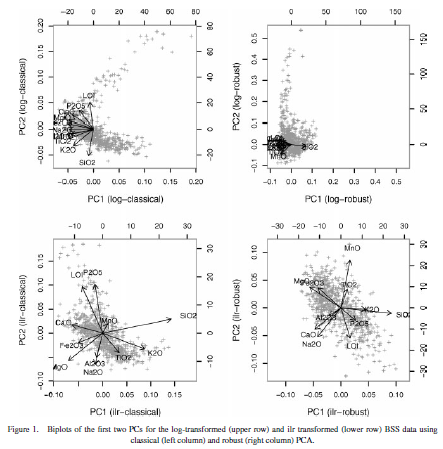 -20 0 20 40 60 80
0 50 100 150
PC2 (log-classical)
-0.05 0.00 0.05 0.10 0.15 0.20
-20 0 20 40 60 80
LOI
P2O5
Na2O
TiO2
K2O
SiO2
PC2 (log-robust)
-0.1 0.0 0.1 0.2 0.3 0.4 0.5
0 50 100 150
SiO2
MnO
-0.05 0.00 0.05 0.10 0.15 0.20
0.0 0.1 0.2 0.3 0.4 0.5
PC1 (log-classical)
PC1 (log-robust)
-10 0 10 20 30
-30 -20 -10 0 10 20 30
PC2 (ilr-classical)
-0.10 -0.05 0.00 0.05 0.10 0.15
-10 0 10 20 30
LOI
P2O5
CaO
MnO
SiO2
Fe2O3
TiO2
K2O
Al2O3
MgO
Na2O
PC2 (ilr-robust)
-0.05 0.00 0.05 0.10
-30 -20 -10 0 10 20 30
MnO
TiO2
K2O
SiO2
Al2O3
P2O5
CaO
Na2O
LOI
-0.10 -0.05 0.00 0.05 0.10 0.15
-0.10 -0.05 0.00 0.05 0.10
PC1 (ilr-classical)
PC1 (ilr-robust)
Figure 1. Biplots of the first two PCs for the log-transformed (upper row) and ilr transformed (lower row) BSS data using
classical (left column) and robust (right column) PCA.